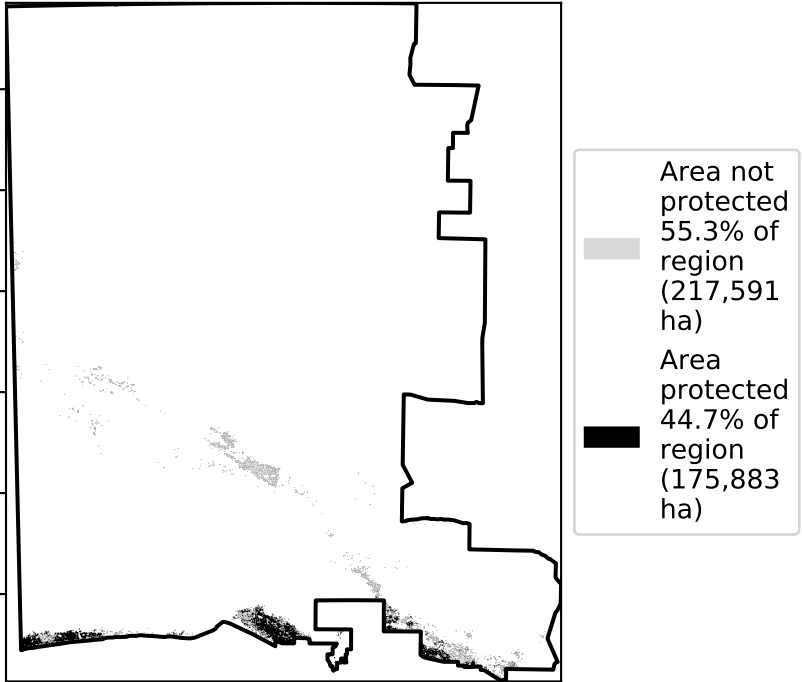 Area not
protected
55.3% of
region
(217,591
ha)
Area
protected
44.7% of
region
(175,883
ha)